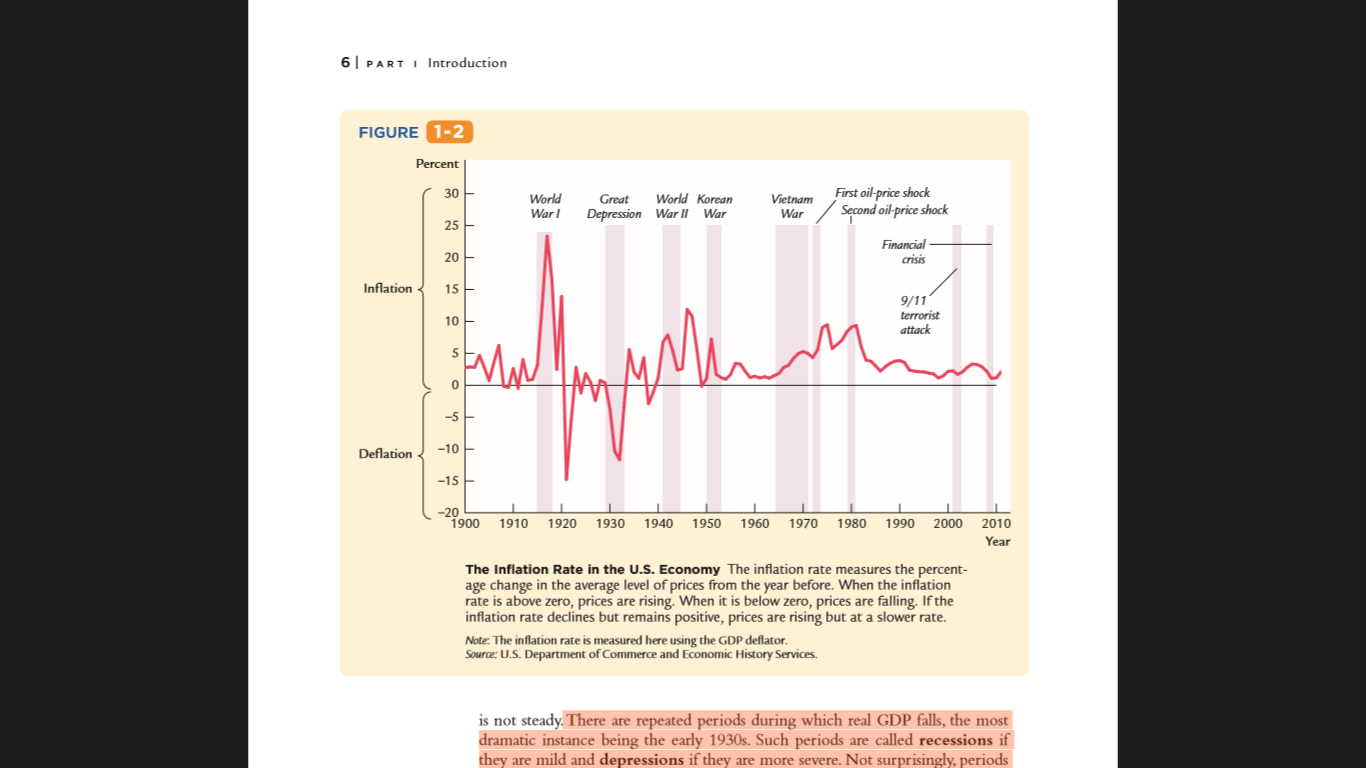 6 | PART I Introduction
FIGURE 1-2
Percent
30
25
20
15
10
5
0
−5
−10
−15
−20
Inflation
Deflation
World
War I
Great
Depression
World
War II
Korean
War
Vietnam
War
First oil-price shock
Second oil-price shock
Financial
crisis
9/11
terrorist
attack
1900 1910 1920 1930 1940 1950 1960 1970 1980 1990 2000 2010
Year
The Inflation Rate in the U.S. Economy The inflation rate measures the percent-
age change in the average level of prices from the year before. When the inflation
rate is above zero, prices are rising. When it is below zero, prices are falling. If the
inflation rate declines but remains positive, prices are rising but at a slower rate.
Note: The inflation rate is measured here using the GDP deflator.
Source: U.S. Department of Commerce and Economic History Services.
is not steady. There are repeated periods during which real GDP falls, the most
dramatic instance being the early 1930s. Such periods are called recessions if
they are mild and depressions if they are more severe. Not surprisingly, periods